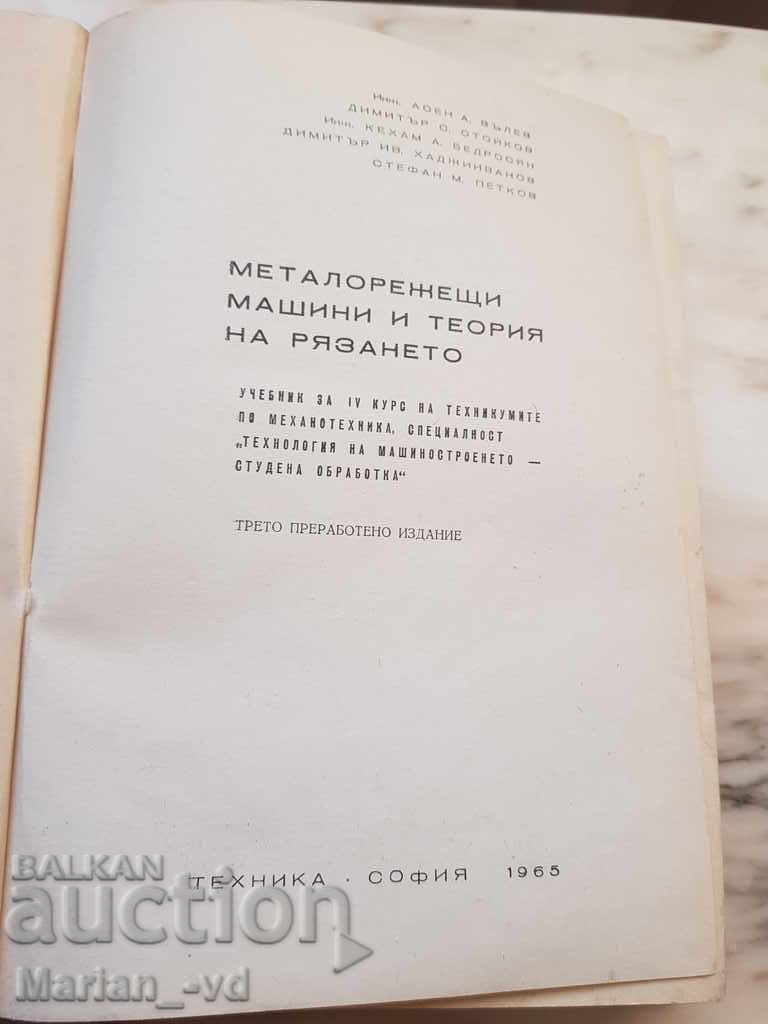 Инж. АСЕН А. ВЪЛЕВ
ДИМИТЪР С. СТОЙКОВ
Инж. КЕХАМ А. БЕДРОСЯН
ДИМИТЪР ИВ. ХАДЖИИВАНОВ
СТЕФАН М. ПЕТКОВ
МЕТАЛОРЕЖЕЩИ
МАШИНИ И ТЕОРИЯ
НА РЯЗАНЕТО
УЧЕБНИК ЗА IV КУРС НА ТЕХНИКУМИТЕ
ПО МЕХАНОТЕХНИКА, СПЕЦИАЛНОСТ
„ТЕХНОЛОГИЯ НА МАШИНОСТРОЕНЕТО —
СТУДЕНА ОБРАБОТКА“
ТРЕТО ПРЕРАБОТЕНО ИЗДАНИЕ
ТЕХНИКА · СОФИЯ 1965
BALKAN
auction
Marian_-vd